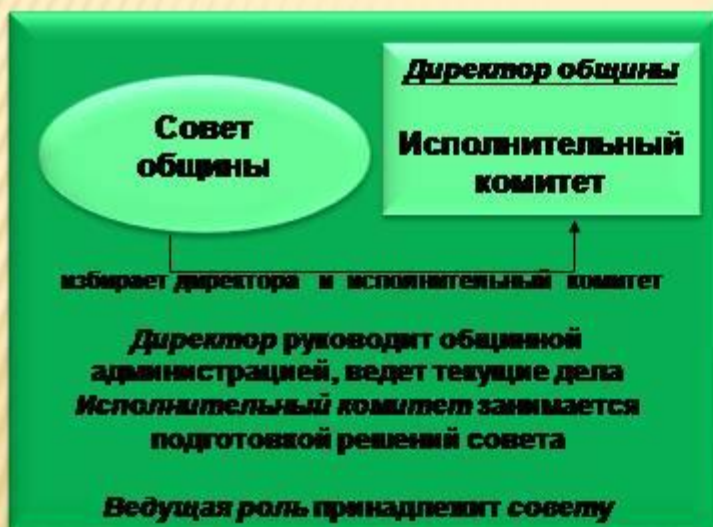 Совет
общины
Директор общины
Исполнительный
комитет
избирает директора и исполнительный комитет
Директор руководит общинной
администрацией, ведет текущие дела
Исполнительный комитет занимается
подготовкой решений совета
Ведущая роль принадлежит совету